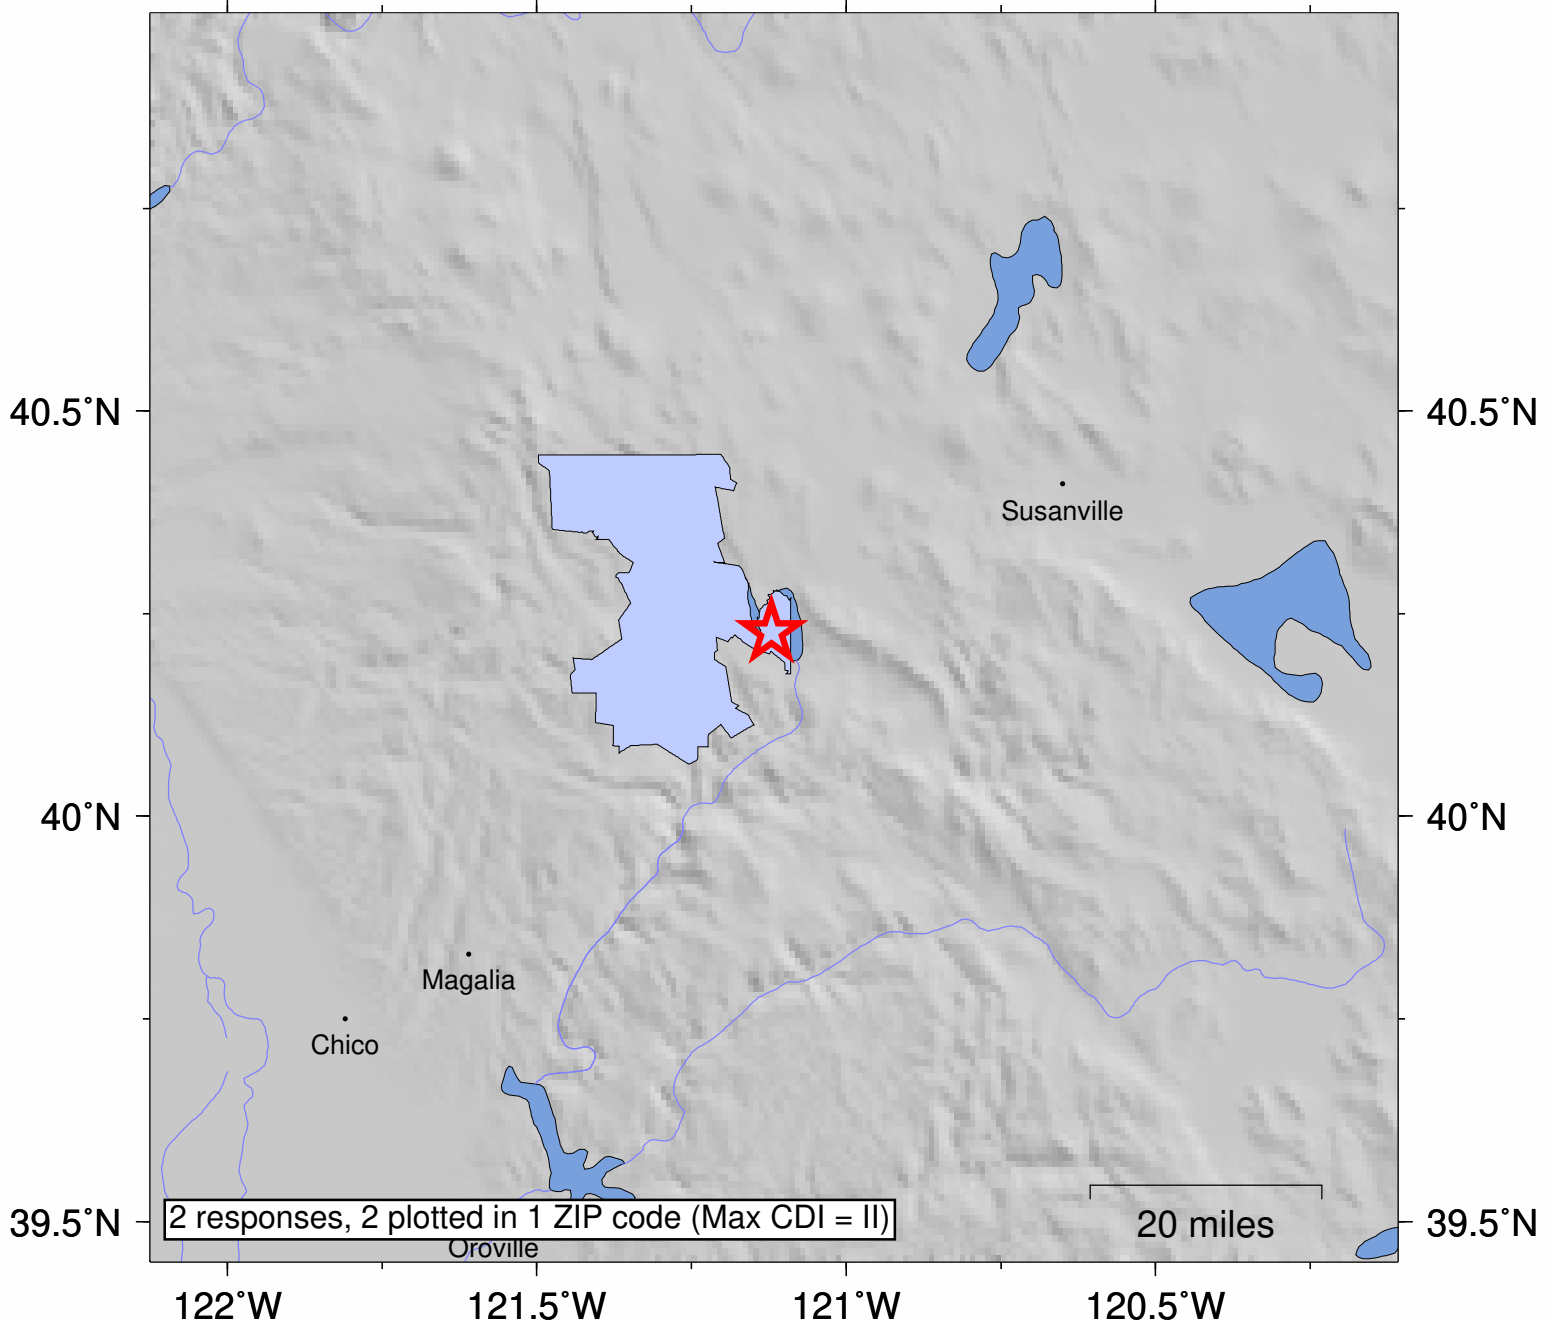 40.5˚N
40.5˚N
Susanville
40˚N
40˚N
Magalia
Chico
2 responses, 2 plotted in 1 ZIP code (Max CDI = II)
20 miles
39.5˚N
39.5˚N
Oroville
122˚W
121.5˚W
121˚W
120.5˚W